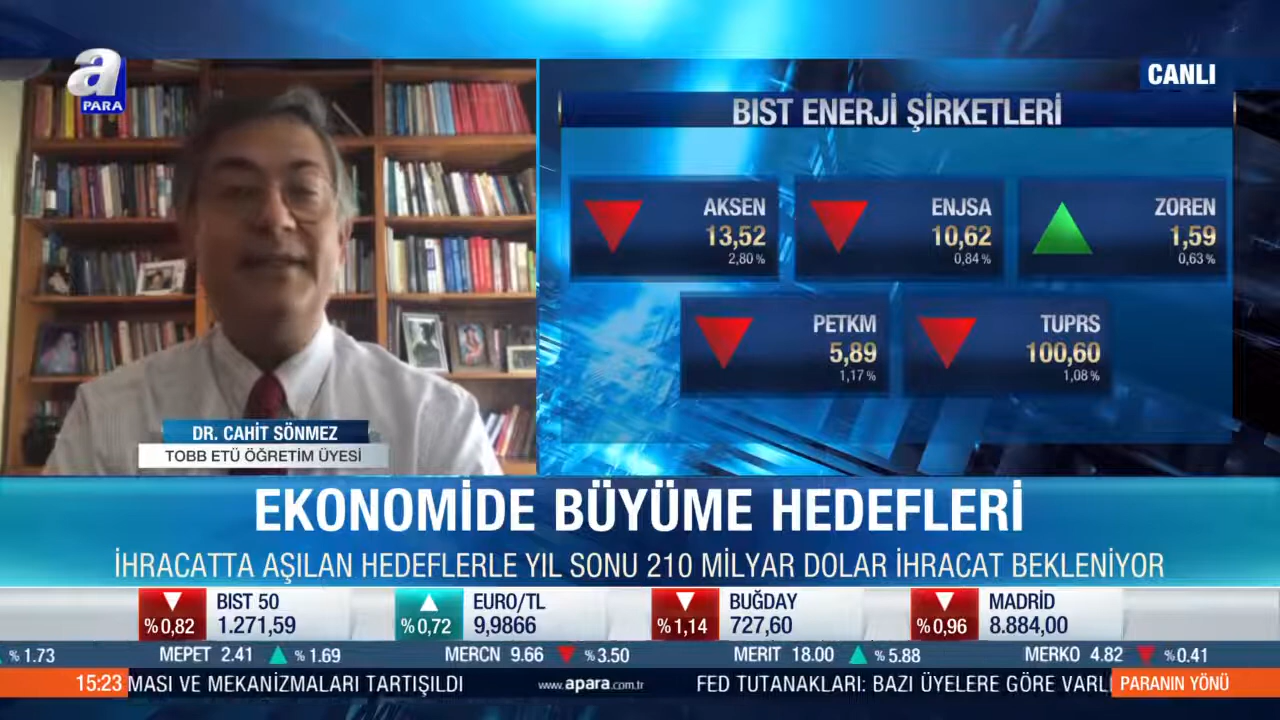 a
PARA
CANLI
BIST ENERJİ ŞİRKETLERİ
AKSEN
13,52
2,80 %
ENJSA
10,62
0,84 %
ZOREN
1,59
0,63 %
PETKM
5,89
1,17 %
TUPRS
100,60
1,08 %
DR. CAHİT SÖNMEZ
TOBB ETÜ ÖĞRETİM ÜYESİ
EKONOMİDE BÜYÜME HEDEFLERİ
İHRACATTA AŞILAN HEDEFLERLE YIL SONU 210 MİLYAR DOLAR İHRACAT BEKLENİYOR
%0,82 BIST 50 1.271,59
%0,72 EURO/TL 9,9866
%1,14 BUĞDAY 727,60
%0,96 MADRİD 8.884,00
% 1.73 MEPET 2.41 % 1.69 MERCN 9.66 %3.50 MERIT 18.00 % 5.88 MERKO 4.82 %0.41
15:23 MASI VE MEKANİZMALARI TARTIŞILDI www.apara.com.tr FED TUTANAKLARI: BAZI ÜYELERE GÖRE VARLI PARANIN YÖNÜ